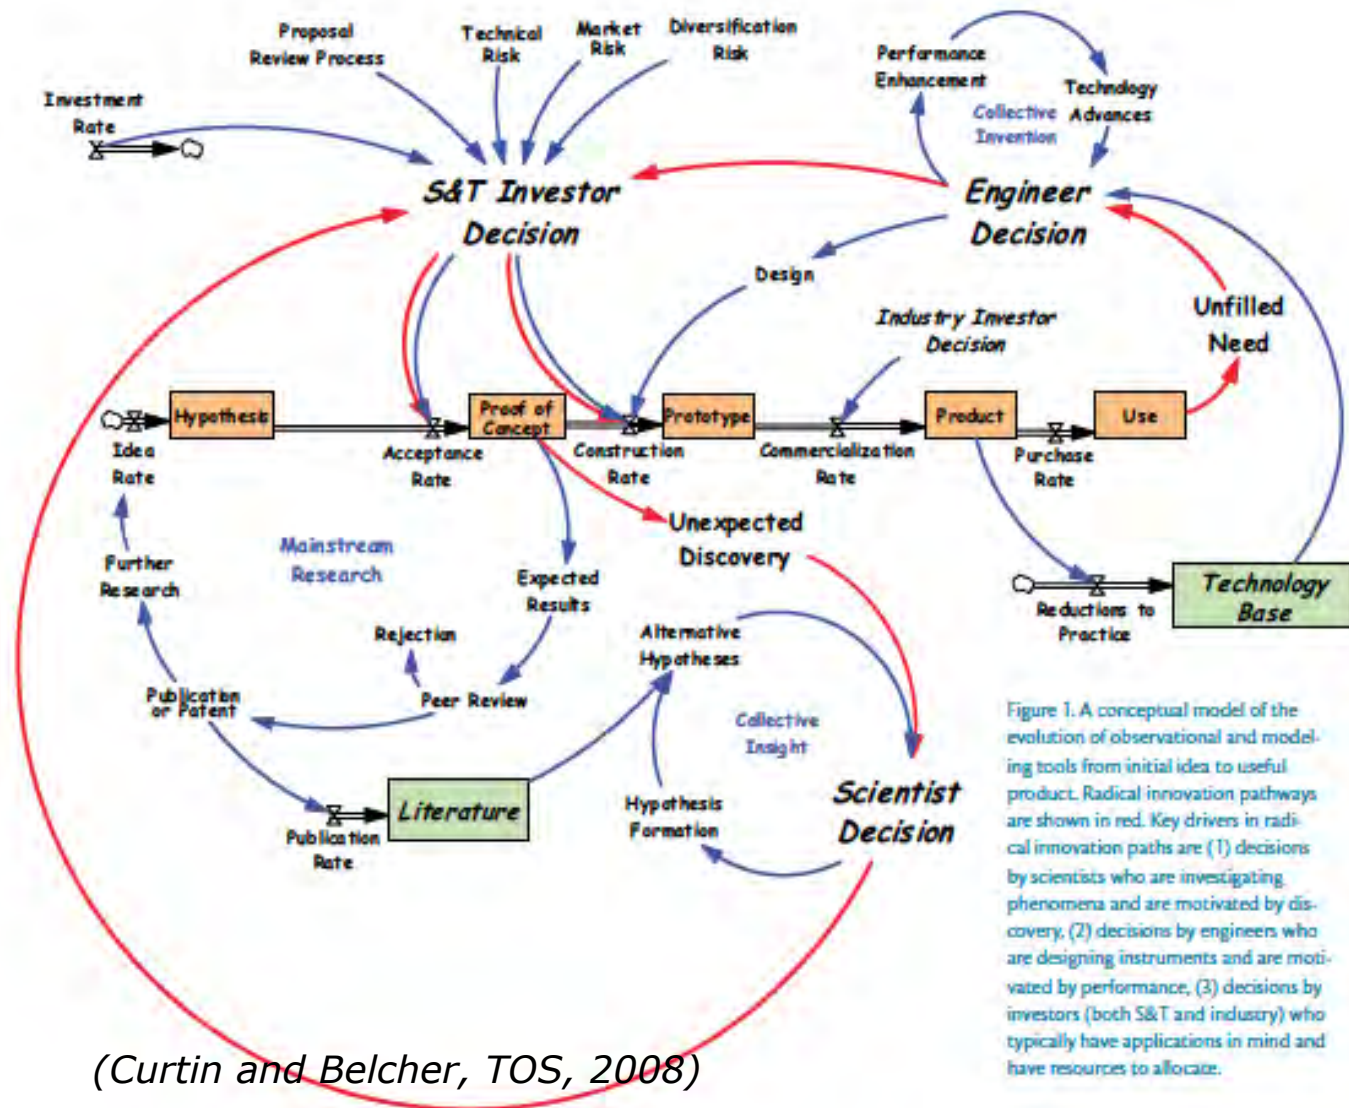 Proposal
Review Process
Technical
Risk
Market
Risk
Diversification
Risk
Performance
Enhancement
Technology
Advances
Collective
Invention
Investment
Rate
S&T Investor
Decision
Engineer
Decision
Design
Industry Investor
Decision
Unfilled
Need
Hypothesis
Proof of
Concept
Prototype
Product
Use
Idea
Rate
Acceptance
Rate
Construction
Rate
Commercialization
Rate
Purchase
Rate
Mainstream
Research
Further
Research
Expected
Results
Unexpected
Discovery
Reductions to
Practice
Technology
Base
Rejection
Alternative
Hypotheses
Publication
or Patent
Peer Review
Collective
Insight
Literature
Publication
Rate
Hypothesis
Formation
Scientist
Decision
Figure 1. A conceptual model of the
evolution of observational and model-
ing tools from initial idea to useful
product. Radical innovation pathways
are shown in red. Key drivers in radi-
cal innovation paths are (1) decisions
by scientists who are investigating
phenomena and are motivated by dis-
covery, (2) decisions by engineers who
are designing instruments and are moti-
vated by performance, (3) decisions by
investors (both S&T and industry) who
typically have applications in mind and
have resources to allocate.
(Curtin and Belcher, TOS, 2008)